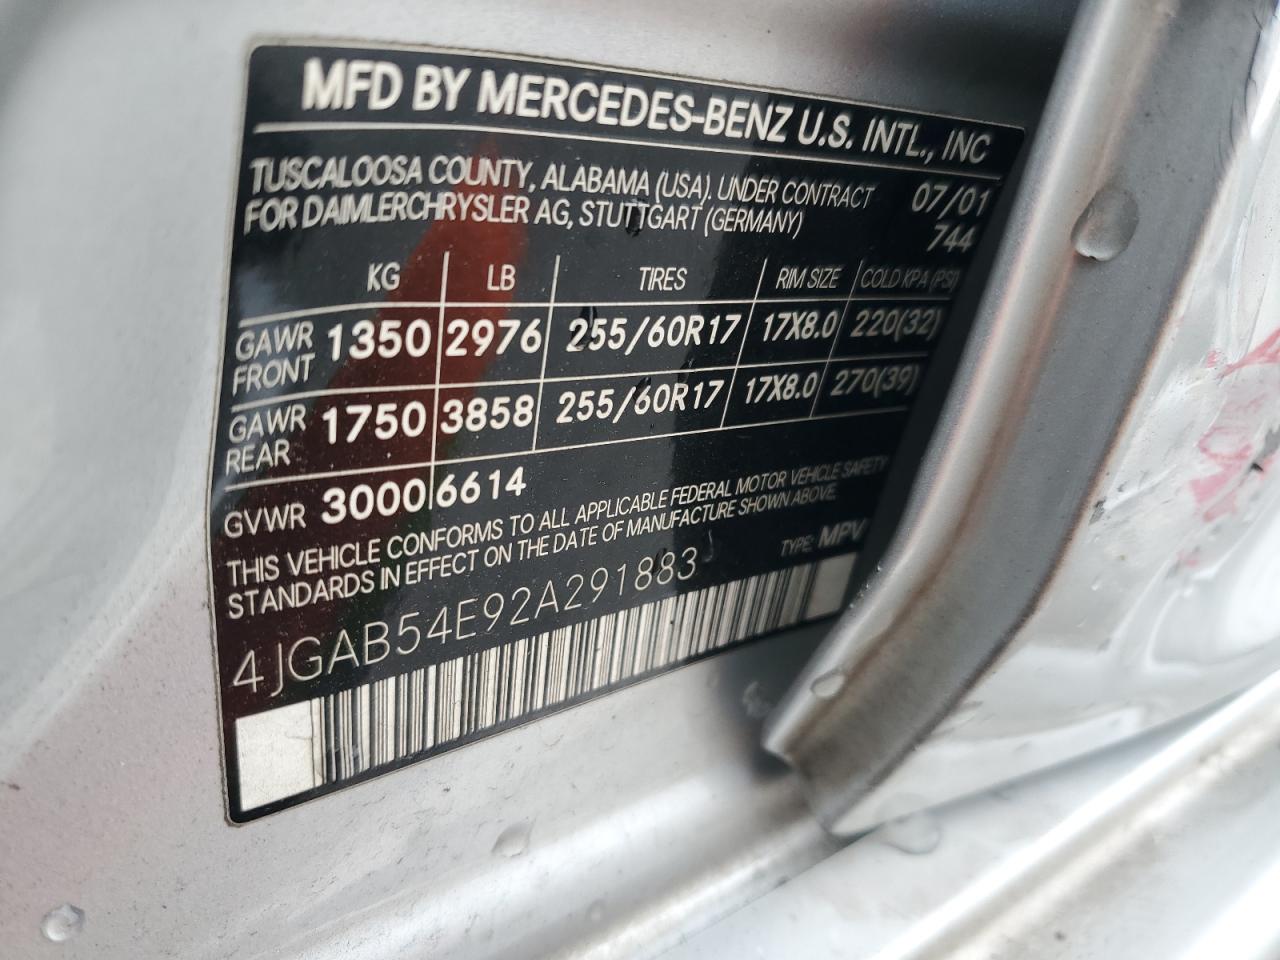 MFD BY MERCEDES-BENZ U.S. INTL., INC
TUSCALOOSA COUNTY, ALABAMA (USA). UNDER CONTRACT 07/01
FOR DAIMLERCHRYSLER AG, STUTTGART (GERMANY) 744
KG LB TIRES RIM SIZE COLD KPA (PSI)
GAWR FRONT 1350 2976 255/60R17 17X8.0 220(32)
GAWR REAR 1750 3858 255/60R17 17X8.0 270(39)
GVWR 3000 6614
THIS VEHICLE CONFORMS TO ALL APPLICABLE FEDERAL MOTOR VEHICLE SAFETY
STANDARDS IN EFFECT ON THE DATE OF MANUFACTURE SHOWN ABOVE.
4JGAB54E92A291883 TYPE: MPV